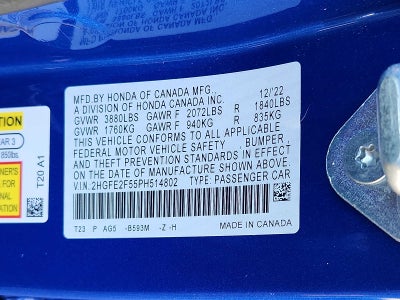 MFD.BY HONDA OF CANADA MFG., 12/'22
A DIVISION OF HONDA CANADA INC.
GVWR 3880LBS GAWR F 2072LBS R 1840LBS
GVWR 1760KG GAWR F 940KG R 835KG
THIS VEHICLE CONFORMS TO ALL APPLICABLE
FEDERAL MOTOR VEHICLE SAFETY, BUMPER,
AND THEFT PREVENTION STANDARDS IN EFFECT
ON THE DATE OF MANUFACTURE SHOWN ABOVE.
V.I.N. 2HGFE2F55PH514802 TYPE: PASSENGER CAR
T23 P AG5 -B593M -Z -H MADE IN CANADA
T20 A1
AR 3
850lbs.